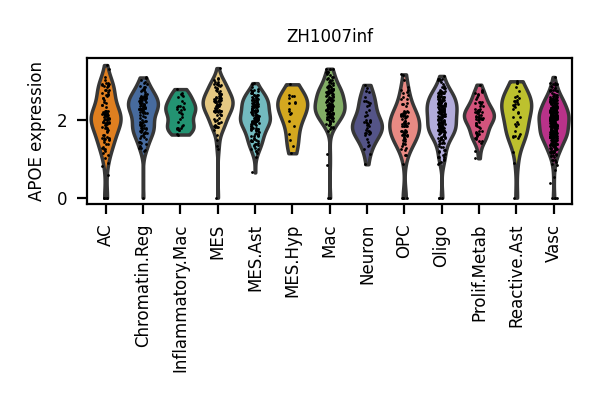 ZH1007inf
APOE expression
2
0
AC
Chromatin.Reg
Inflammatory.Mac
MES
MES.Ast
MES.Hyp
Mac
Neuron
OPC
Oligo
Prolif.Metab
Reactive.Ast
Vasc